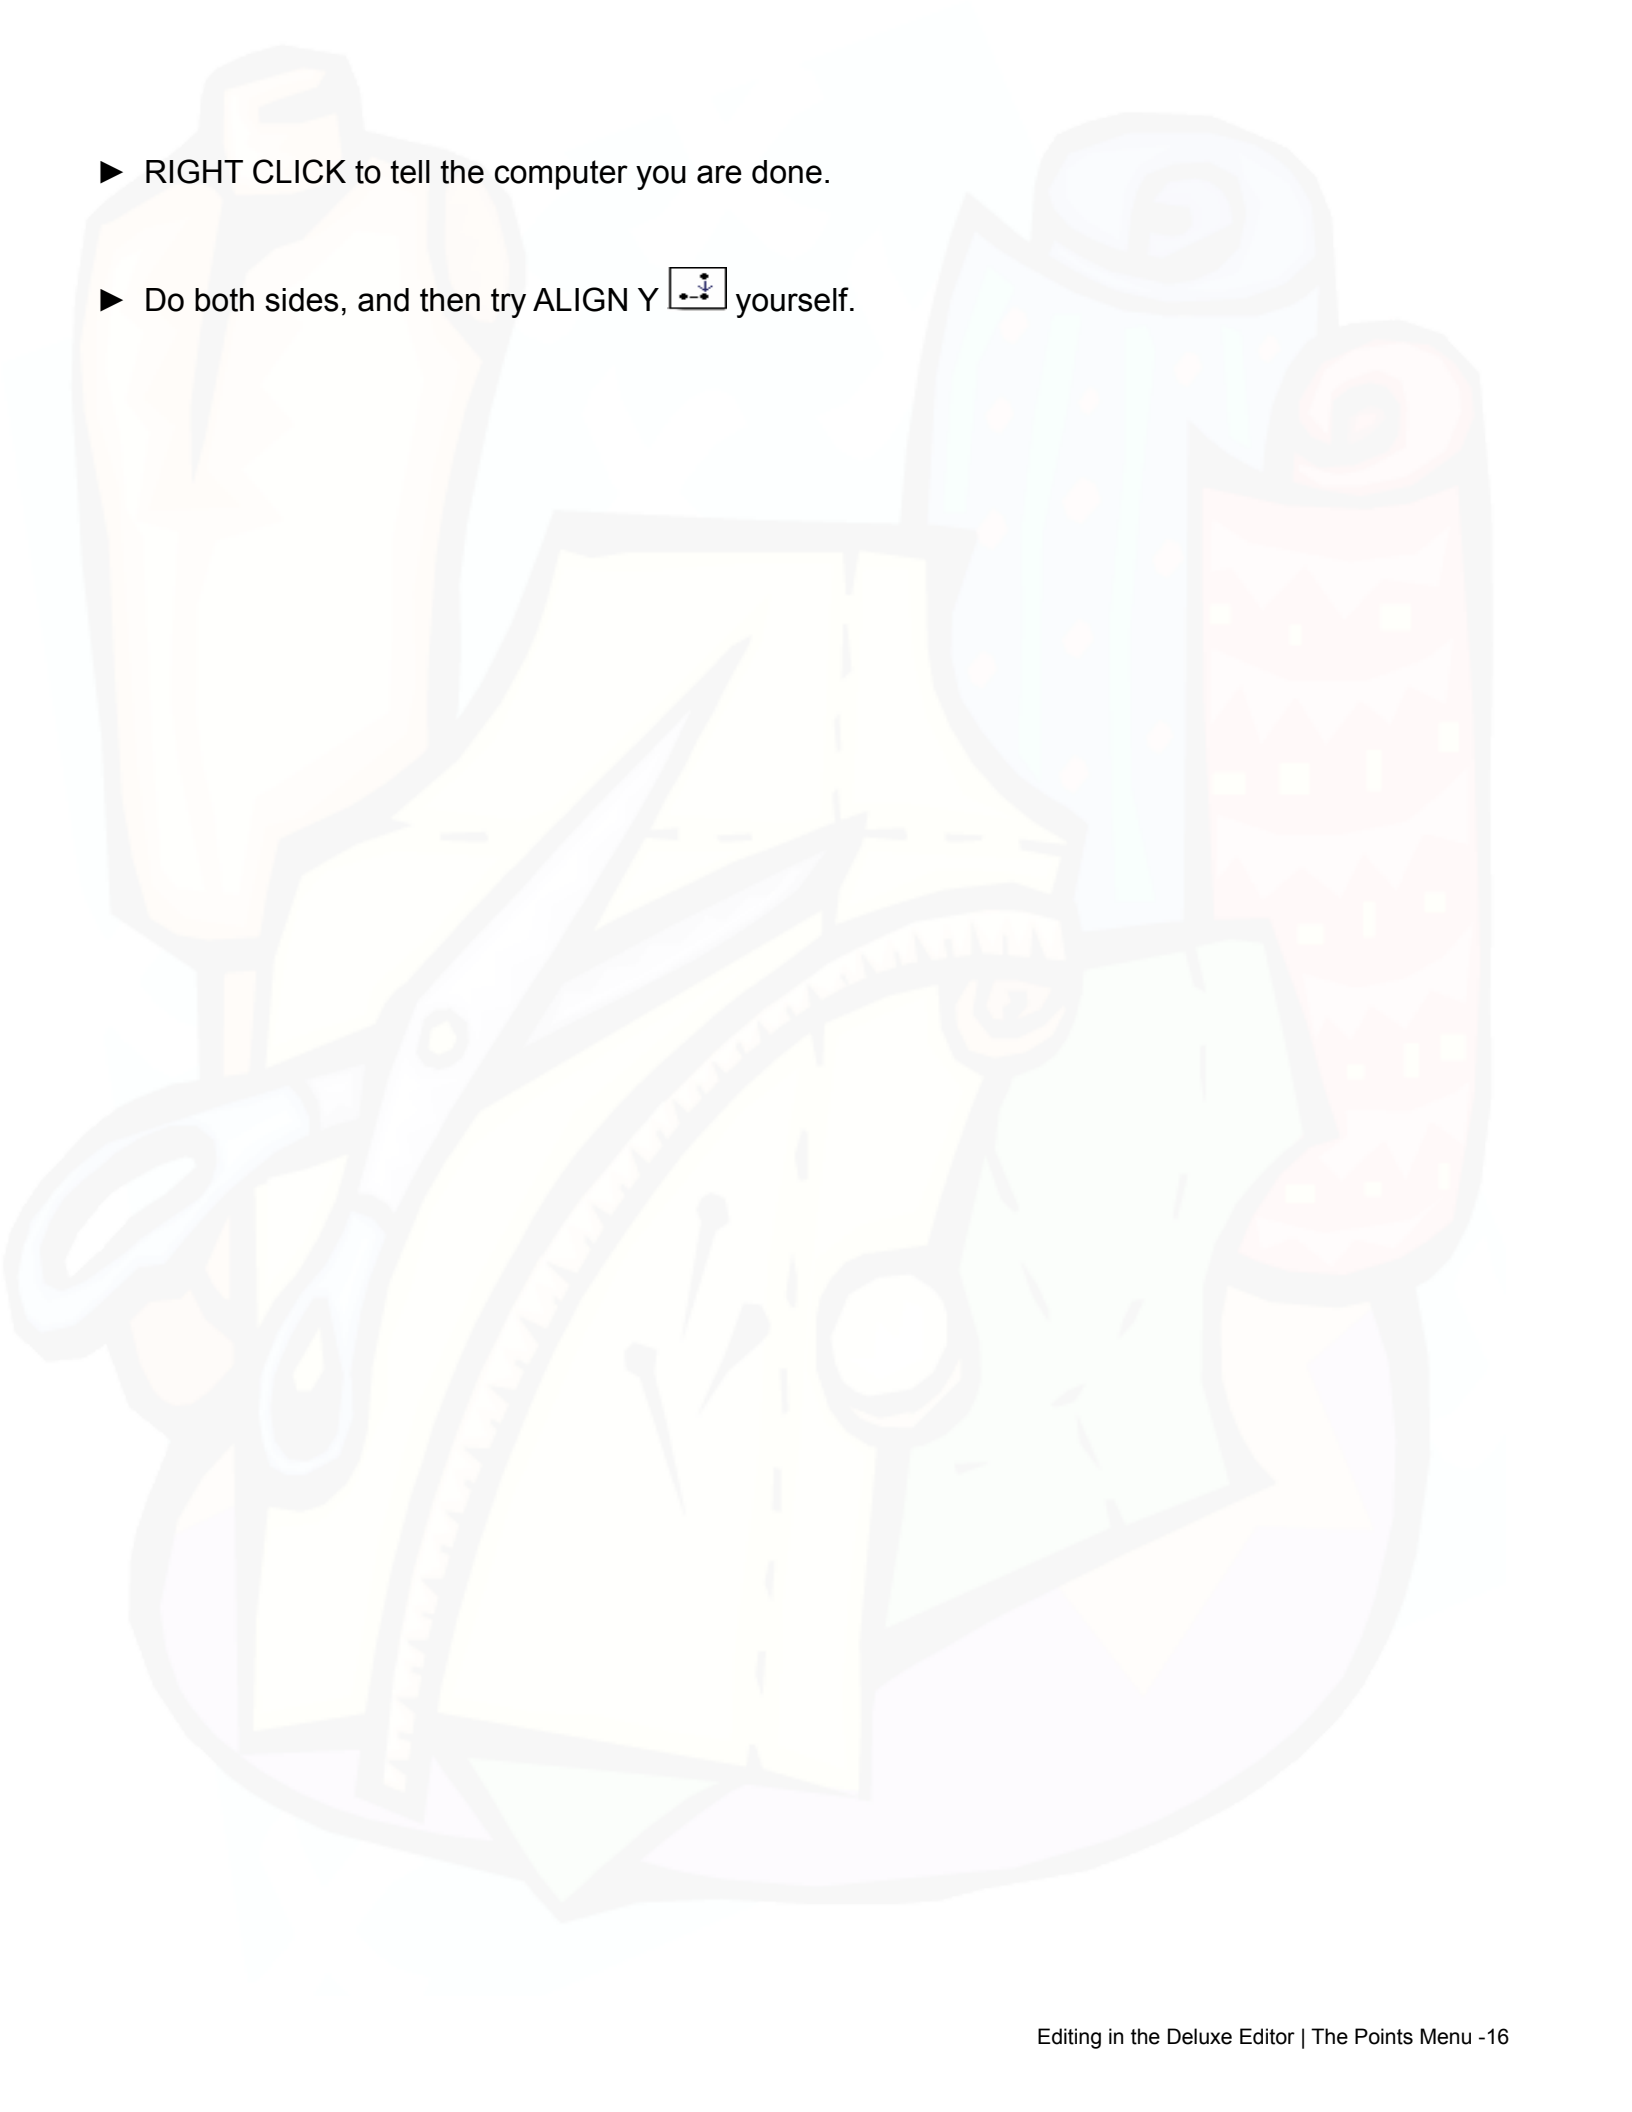 ► RIGHT CLICK to tell the computer you are done.
► Do both sides, and then try ALIGN Y yourself.
Editing in the Deluxe Editor | The Points Menu -16